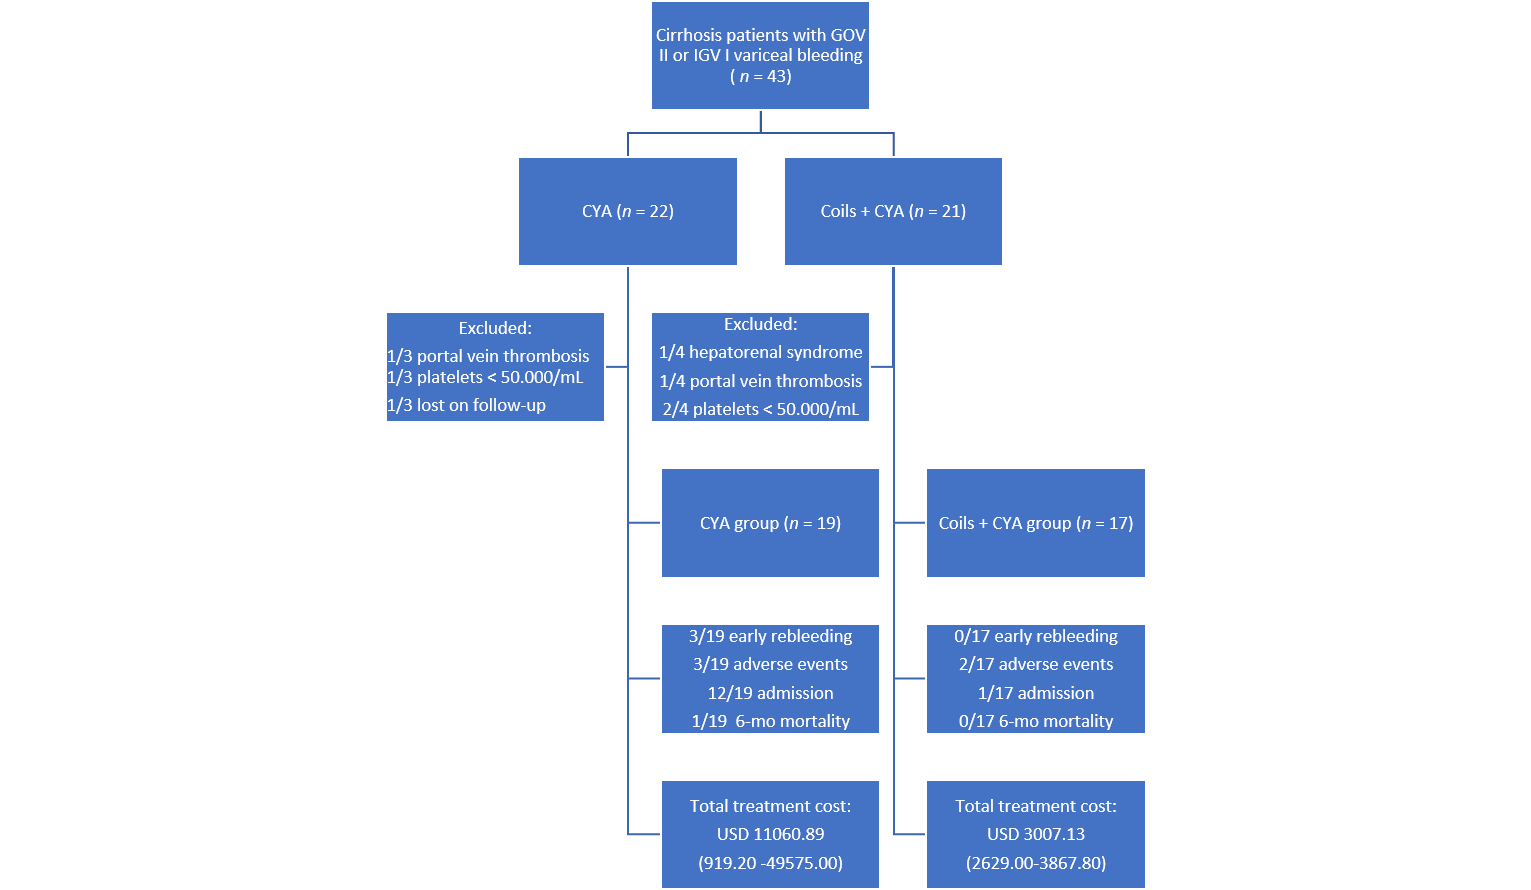 Cirrhosis patients with GOV
II or IGV I variceal bleeding
( n = 43)
CYA (n = 22)
Coils + CYA (n = 21)
Excluded:
1/3 portal vein thrombosis
1/3 platelets < 50.000/mL
1/3 lost on follow-up
Excluded:
1/4 hepatorenal syndrome
1/4 portal vein thrombosis
2/4 platelets < 50.000/mL
CYA group (n = 19)
Coils + CYA group (n = 17)
3/19 early rebleeding
3/19 adverse events
12/19 admission
1/19  6-mo mortality
0/17 early rebleeding
2/17 adverse events
1/17 admission
0/17 6-mo mortality
Total treatment cost:
USD 11060.89
(919.20 -49575.00)
Total treatment cost:
USD 3007.13
(2629.00-3867.80)